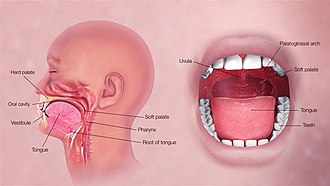 Hard palate
Oral cavity
Vestibule
Tongue
Soft palate
Pharynx
Root of tongue
Uvula
Palatoglossal arch
Soft palate
Tongue
Teeth